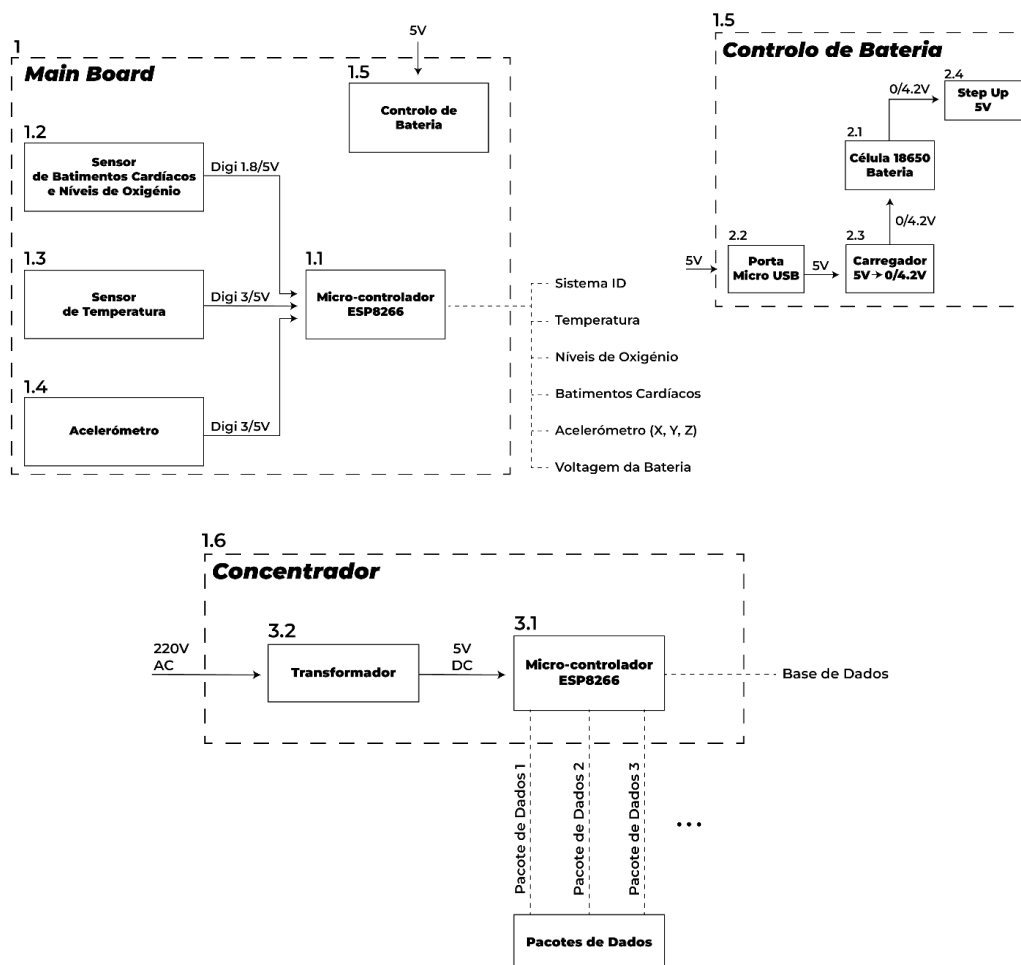 1
Main Board
5V
1.5
Controlo de
Bateria
1.2
Sensor
de Batimentos Cardíacos
e Níveis de Oxigénio
Digi 1.8/5V
1.3
Sensor
de Temperatura
Digi 3/5V
1.1
Micro-controlador
ESP8266
1.4
Acelerómetro
Digi 3/5V
Sistema ID
Temperatura
Níveis de Oxigénio
Batimentos Cardíacos
Acelerómetro (X, Y, Z)
Voltagem da Bateria
1.5
Controlo de Bateria
2.4
0/4.2V
Step Up
5V
2.1
Célula 18650
Bateria
0/4.2V
2.2
2.3
5V
Porta
Micro USB
5V
Carregador
5V→0/4.2V
1.6
Concentrador
220V
AC
3.2
Transformador
5V
DC
3.1
Micro-controlador
ESP8266
Base de Dados
Pacote de Dados 1
Pacote de Dados 2
Pacote de Dados 3
...
Pacotes de Dados